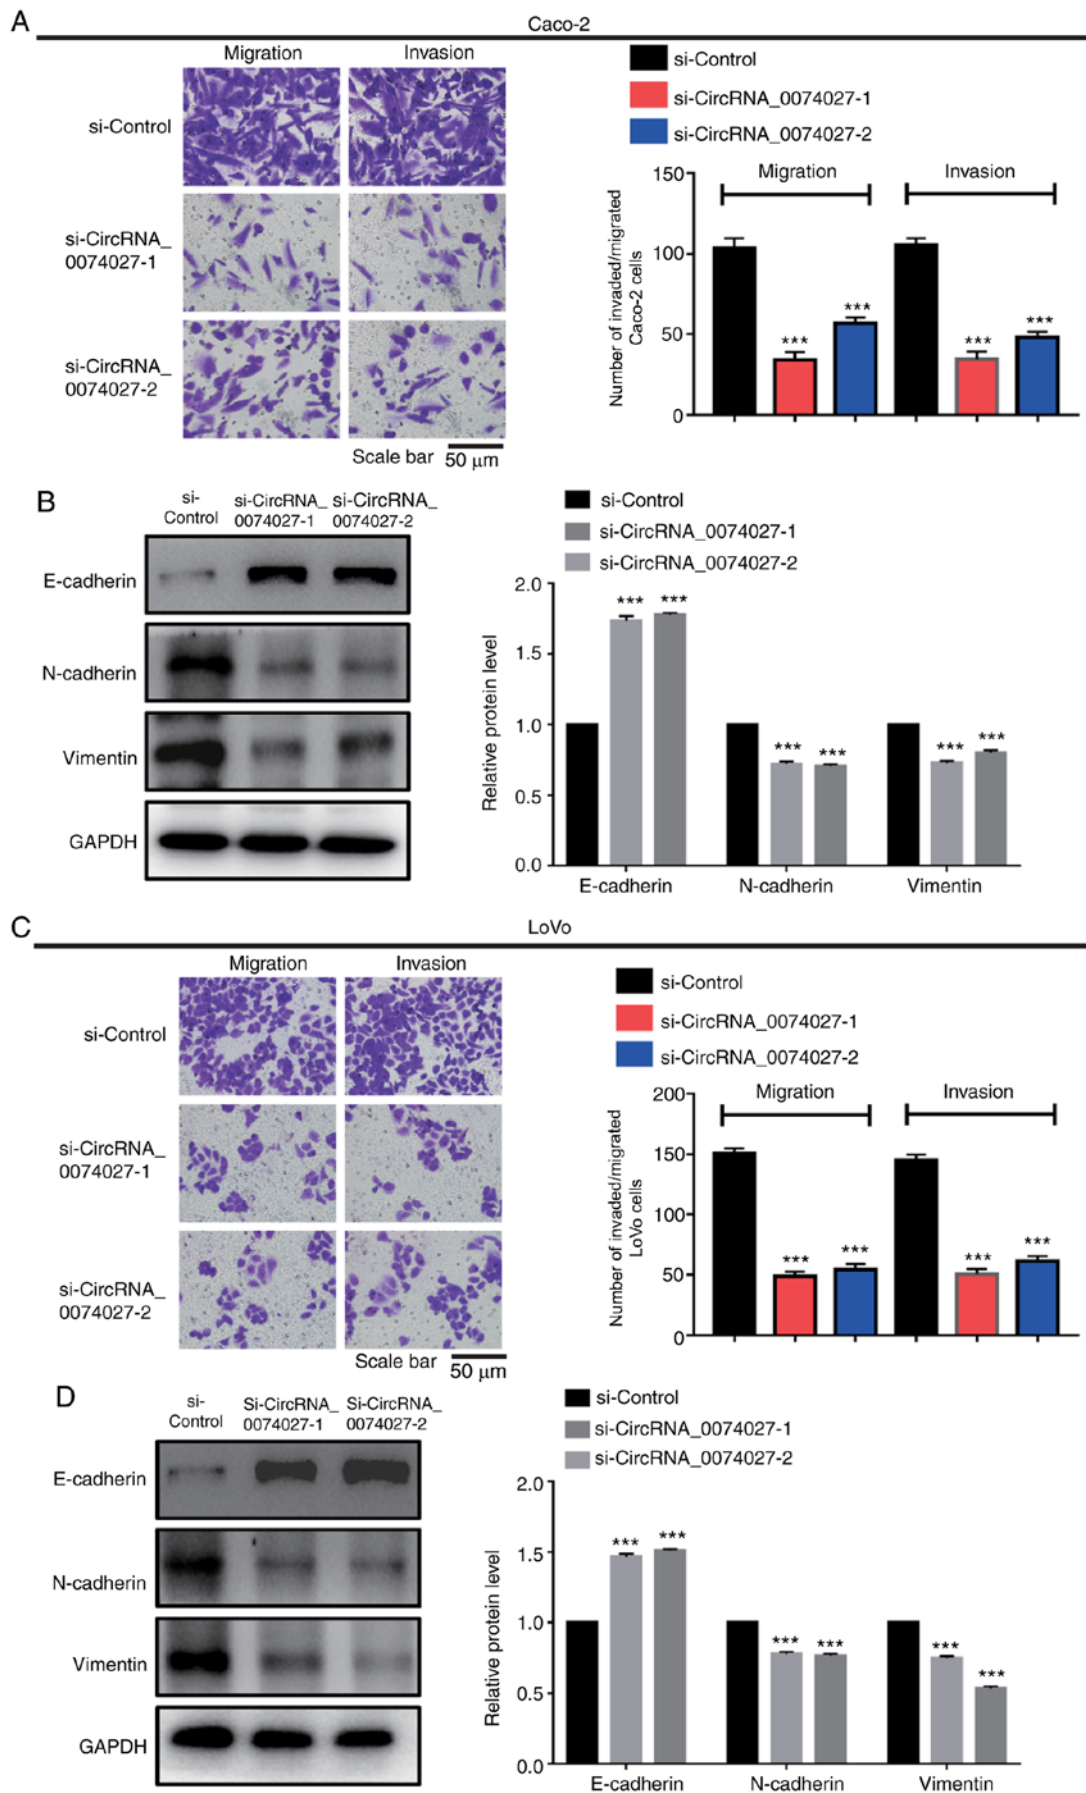 A
Caco-2
Migration
Invasion
si-Control
si-CircRNA_
0074027-1
si-CircRNA_
0074027-2
Scale bar
50 μm
si-Control
si-CircRNA_0074027-1
si-CircRNA_0074027-2
Migration
Invasion
Number of invaded/migrated
Caco-2 cells
150
100
50
0
***
***
***
***
B
si-
Control
si-CircRNA_
0074027-1
si-CircRNA_
0074027-2
E-cadherin
N-cadherin
Vimentin
GAPDH
si-Control
si-CircRNA_0074027-1
si-CircRNA_0074027-2
Relative protein level
2.0
1.5
1.0
0.5
0.0
***
***
***
***
***
***
E-cadherin
N-cadherin
Vimentin
C
LoVo
Migration
Invasion
si-Control
si-CircRNA_
0074027-1
si-CircRNA_
0074027-2
Scale bar
50 μm
si-Control
si-CircRNA_0074027-1
si-CircRNA_0074027-2
Migration
Invasion
Number of invaded/migrated
LoVo cells
200
150
100
50
0
***
***
***
***
D
si-
Control
Si-CircRNA_
0074027-1
Si-CircRNA_
0074027-2
E-cadherin
N-cadherin
Vimentin
GAPDH
si-Control
si-CircRNA_0074027-1
si-CircRNA_0074027-2
Relative protein level
2.0
1.5
1.0
0.5
0.0
***
***
***
***
***
***
E-cadherin
N-cadherin
Vimentin